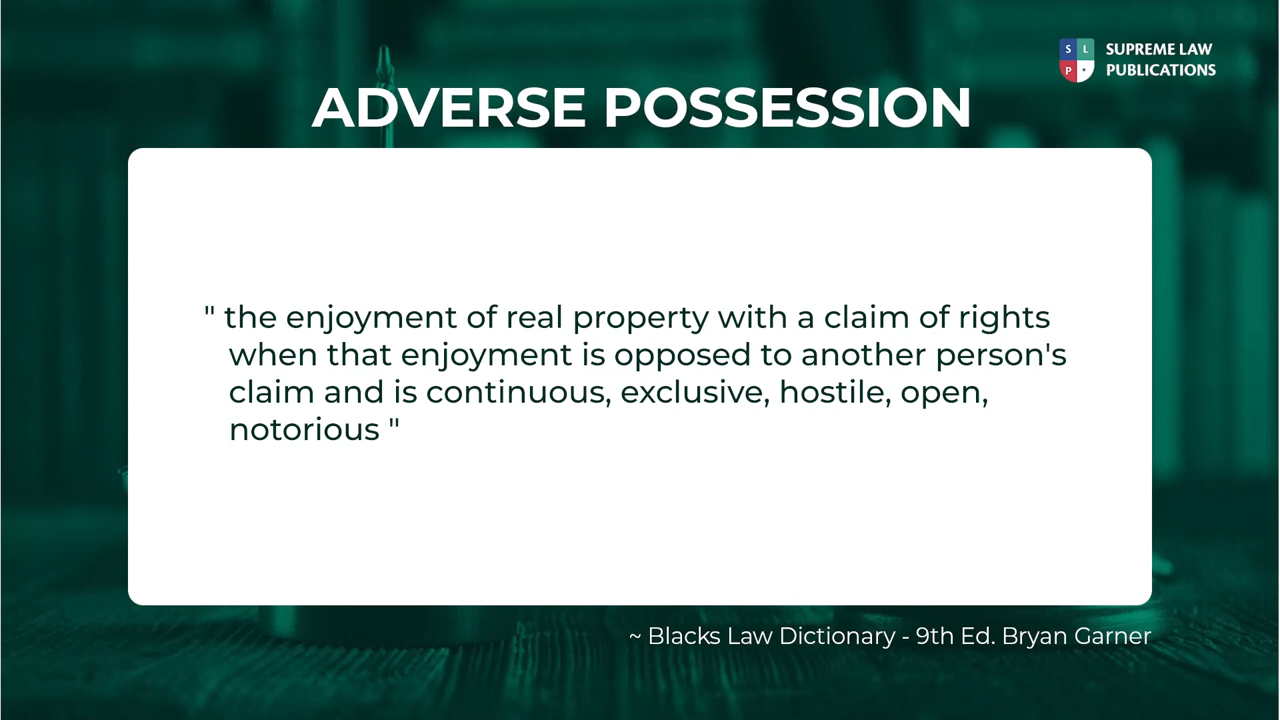 S L
P
SUPREME LAW
PUBLICATIONS
ADVERSE POSSESSION
" the enjoyment of real property with a claim of rights
when that enjoyment is opposed to another person's
claim and is continuous, exclusive, hostile, open,
notorious "
~ Blacks Law Dictionary - 9th Ed. Bryan Garner